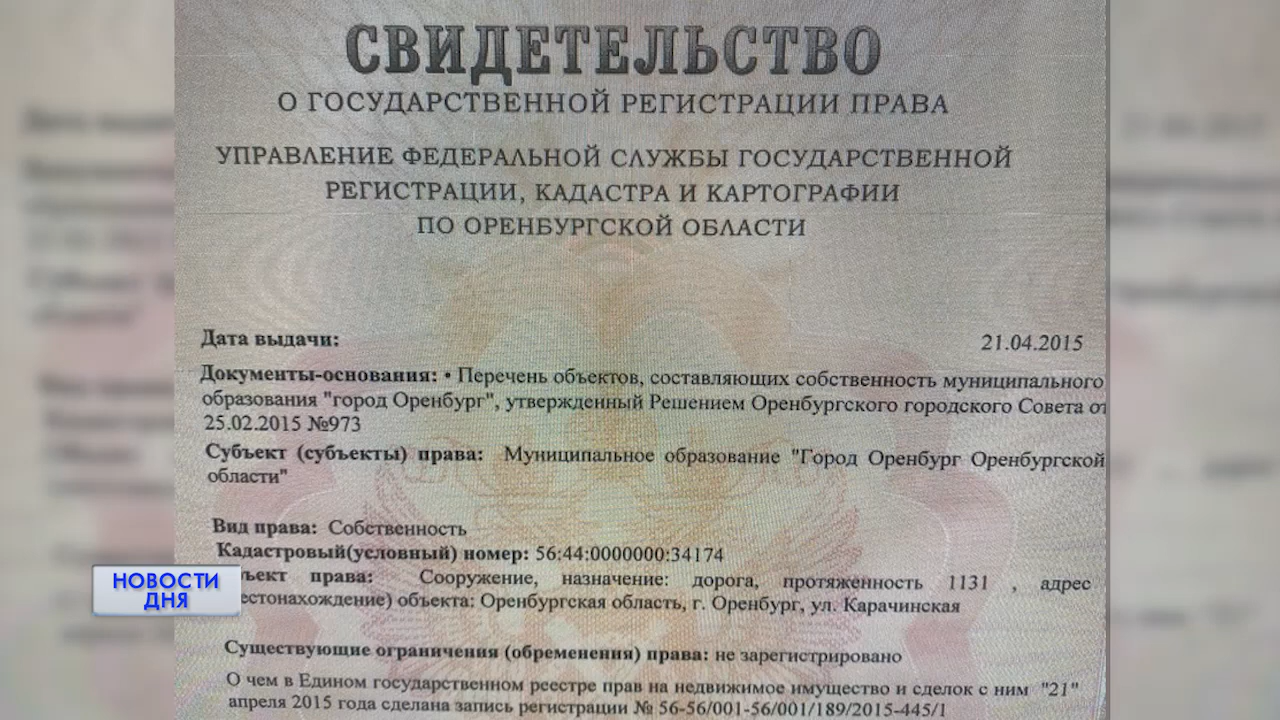 СВИДЕТЕЛЬСТВО
О ГОСУДАРСТВЕННОЙ РЕГИСТРАЦИИ ПРАВА
УПРАВЛЕНИЕ ФЕДЕРАЛЬНОЙ СЛУЖБЫ ГОСУДАРСТВЕННОЙ
РЕГИСТРАЦИИ, КАДАСТРА И КАРТОГРАФИИ
ПО ОРЕНБУРГСКОЙ ОБЛАСТИ
Дата выдачи: 21.04.2015
Документы-основания: • Перечень объектов, составляющих собственность муниципального
образования "город Оренбург", утвержденный Решением Оренбургского городского Совета от
25.02.2015 №973
Субъект (субъекты) права: Муниципальное образование "Город Оренбург Оренбургской
области"
Вид права: Собственность
Кадастровый(условный) номер: 56:44:0000000:34174
ъект права: Сооружение, назначение: дорога, протяженность 1131 , адрес
естонахождение) объекта: Оренбургская область, г. Оренбург, ул. Карачинская
Существующие ограничения (обременения) права: не зарегистрировано
О чем в Едином государственном реестре прав на недвижимое имущество и сделок с ним "21"
апреля 2015 года сделана запись регистрации № 56-56/001-56/001/189/2015-445/1
НОВОСТИ
ДНЯ